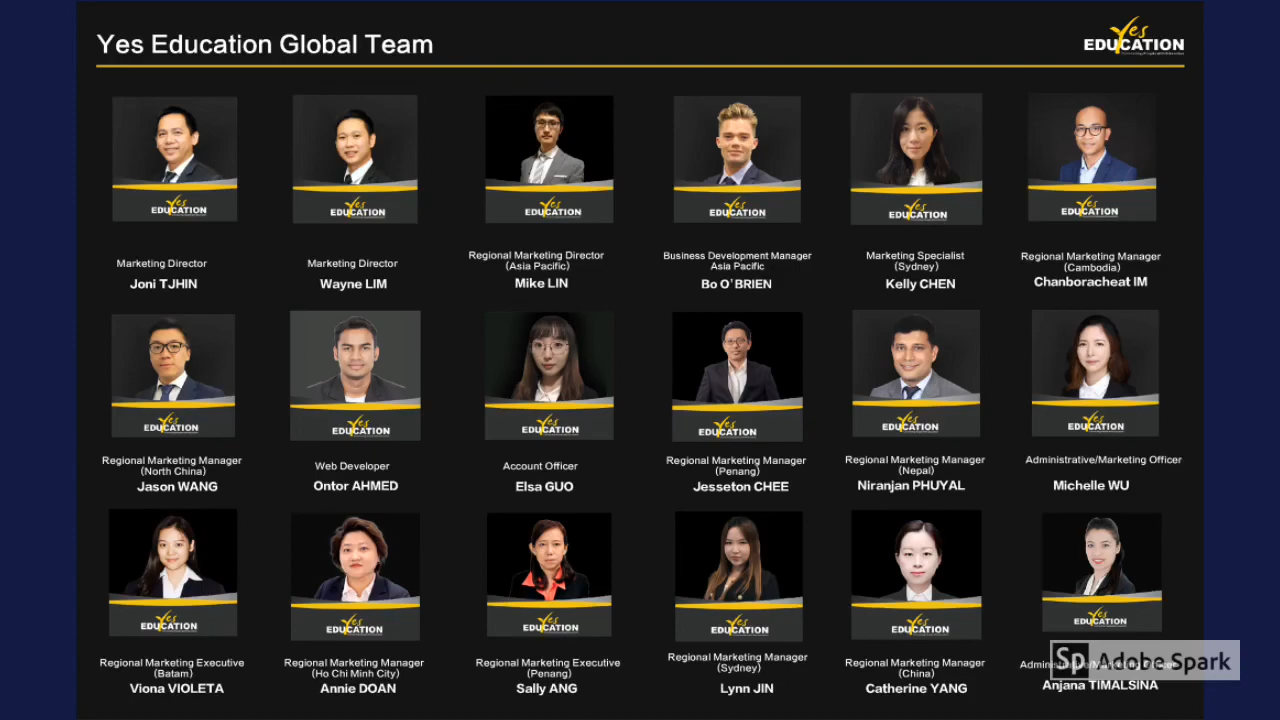 Yes Education Global Team
Yes
EDUCATION
Yes EDUCATION
Yes EDUCATION
Yes EDUCATION
Yes EDUCATION
Yes EDUCATION
Yes EDUCATION
Marketing Director
Joni TJHIN
Marketing Director
Wayne LIM
Regional Marketing Director
(Asia Pacific)
Mike LIN
Business Development Manager
Asia Pacific
Bo O'BRIEN
Marketing Specialist
(Sydney)
Kelly CHEN
Regional Marketing Manager
(Cambodia)
Chanboracheat IM
Yes EDUCATION
Yes EDUCATION
Yes EDUCATION
Yes EDUCATION
Yes EDUCATION
Yes EDUCATION
Regional Marketing Manager
(North China)
Jason WANG
Web Developer
Ontor AHMED
Account Officer
Elsa GUO
Regional Marketing Manager
(Penang)
Jesseton CHEE
Regional Marketing Manager
(Nepal)
Niranjan PHUYAL
Administrative/Marketing Officer
Michelle WU
Yes EDUCATION
Yes EDUCATION
Yes EDUCATION
Yes EDUCATION
Yes EDUCATION
Yes EDUCATION
Regional Marketing Executive
(Batam)
Viona VIOLETA
Regional Marketing Manager
(Ho Chi Minh City)
Annie DOAN
Regional Marketing Executive
(Penang)
Sally ANG
Regional Marketing Manager
(Sydney)
Lynn JIN
Regional Marketing Manager
(China)
Catherine YANG
Administrative/Marketing Officer
Anjana TIMALSINA
Sp Adobe Spark